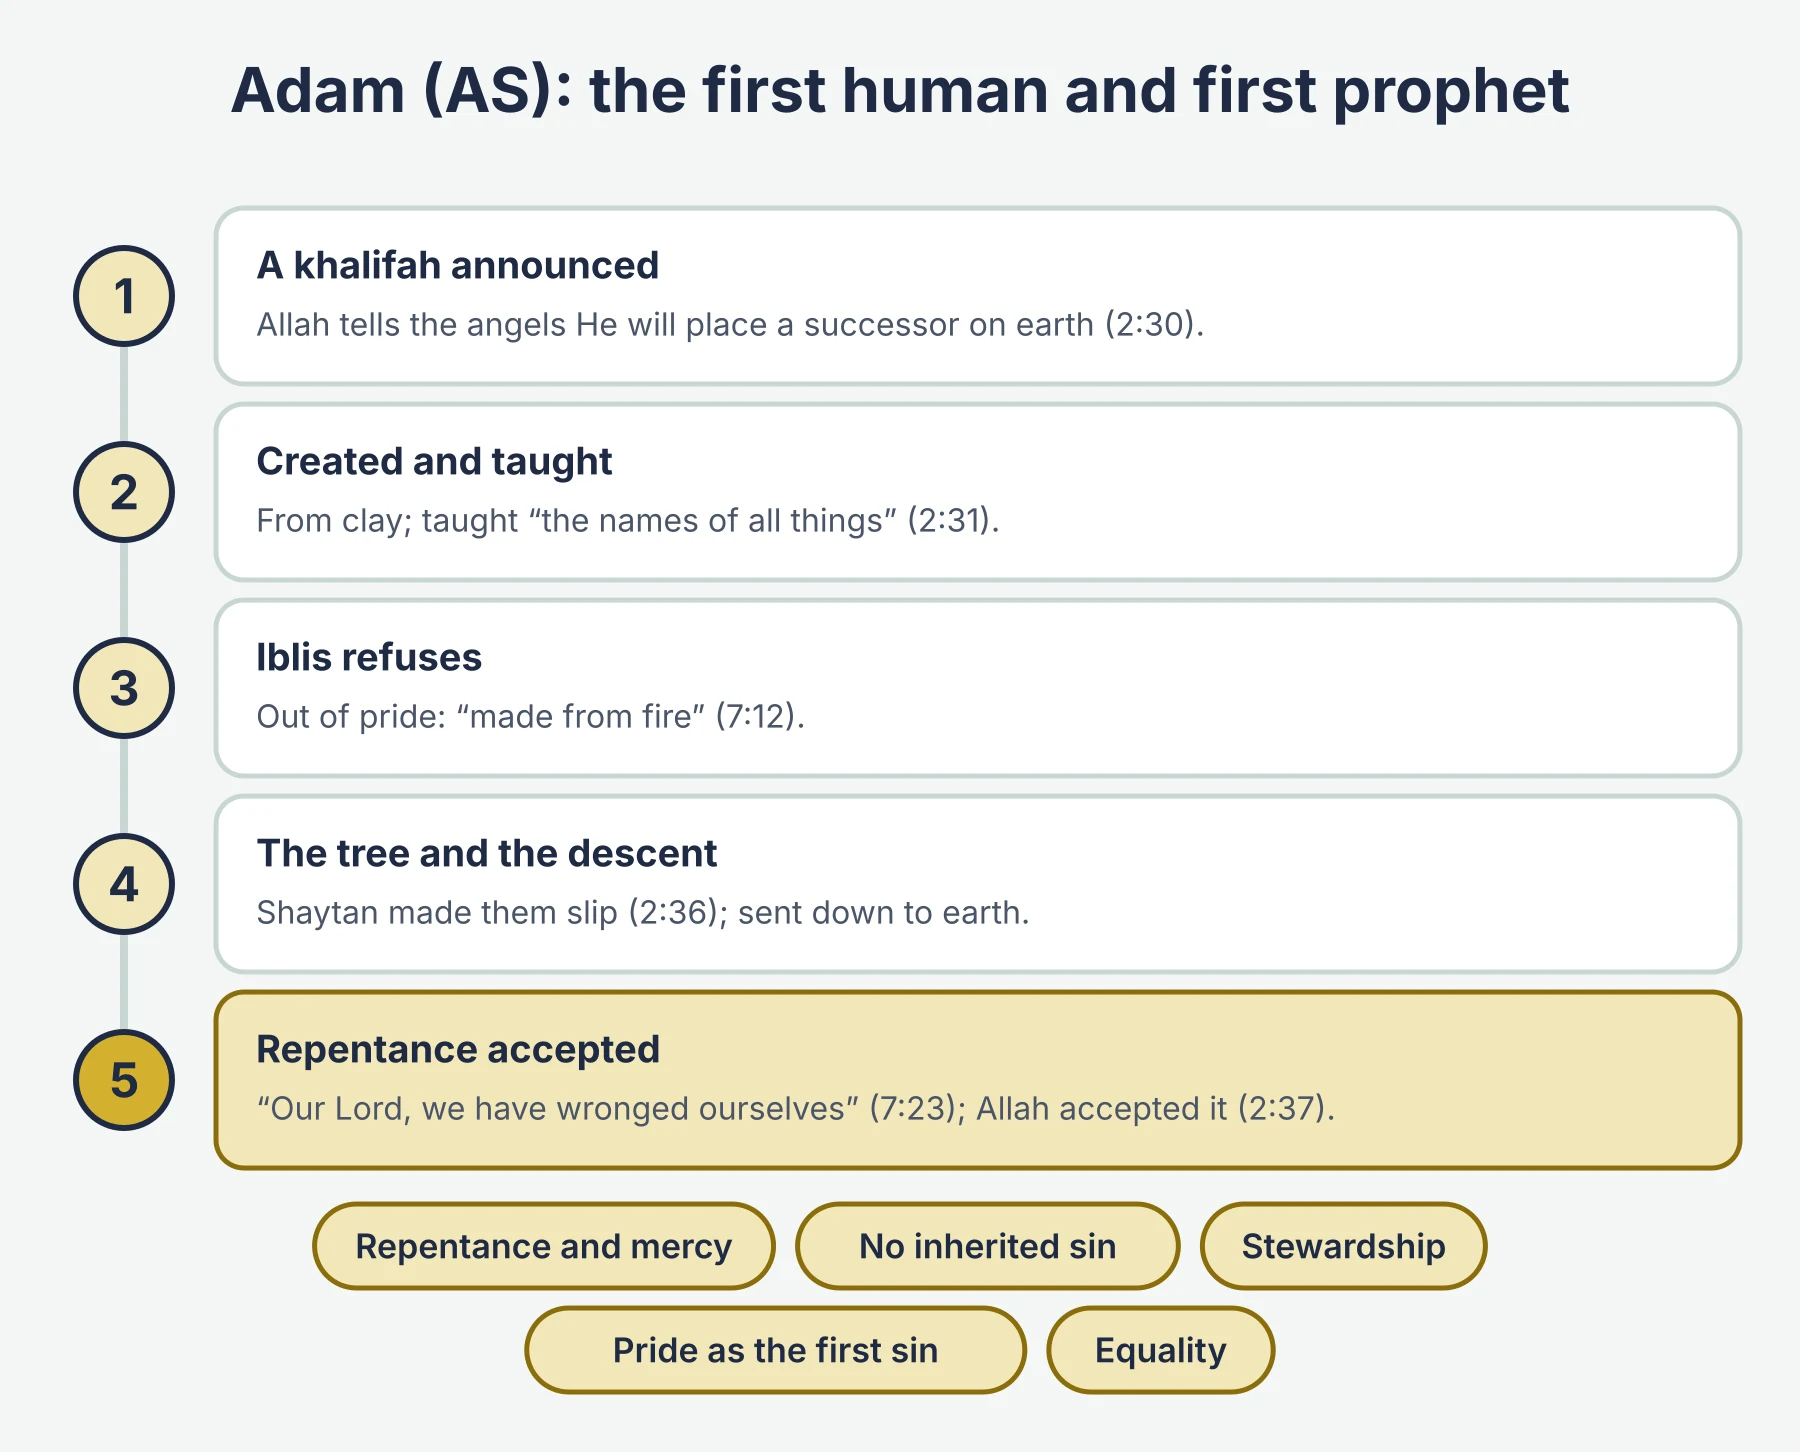 Adam (AS): the first human and first prophet
1
A khalifah announced
Allah tells the angels He will place a successor on earth (2:30).
2
Created and taught
From clay; taught “the names of all things” (2:31).
3
Iblis refuses
Out of pride: “made from fire” (7:12).
4
The tree and the descent
Shaytan made them slip (2:36); sent down to earth.
5
Repentance accepted
“Our Lord, we have wronged ourselves” (7:23); Allah accepted it (2:37).
Repentance and mercy
No inherited sin
Stewardship
Pride as the first sin
Equality